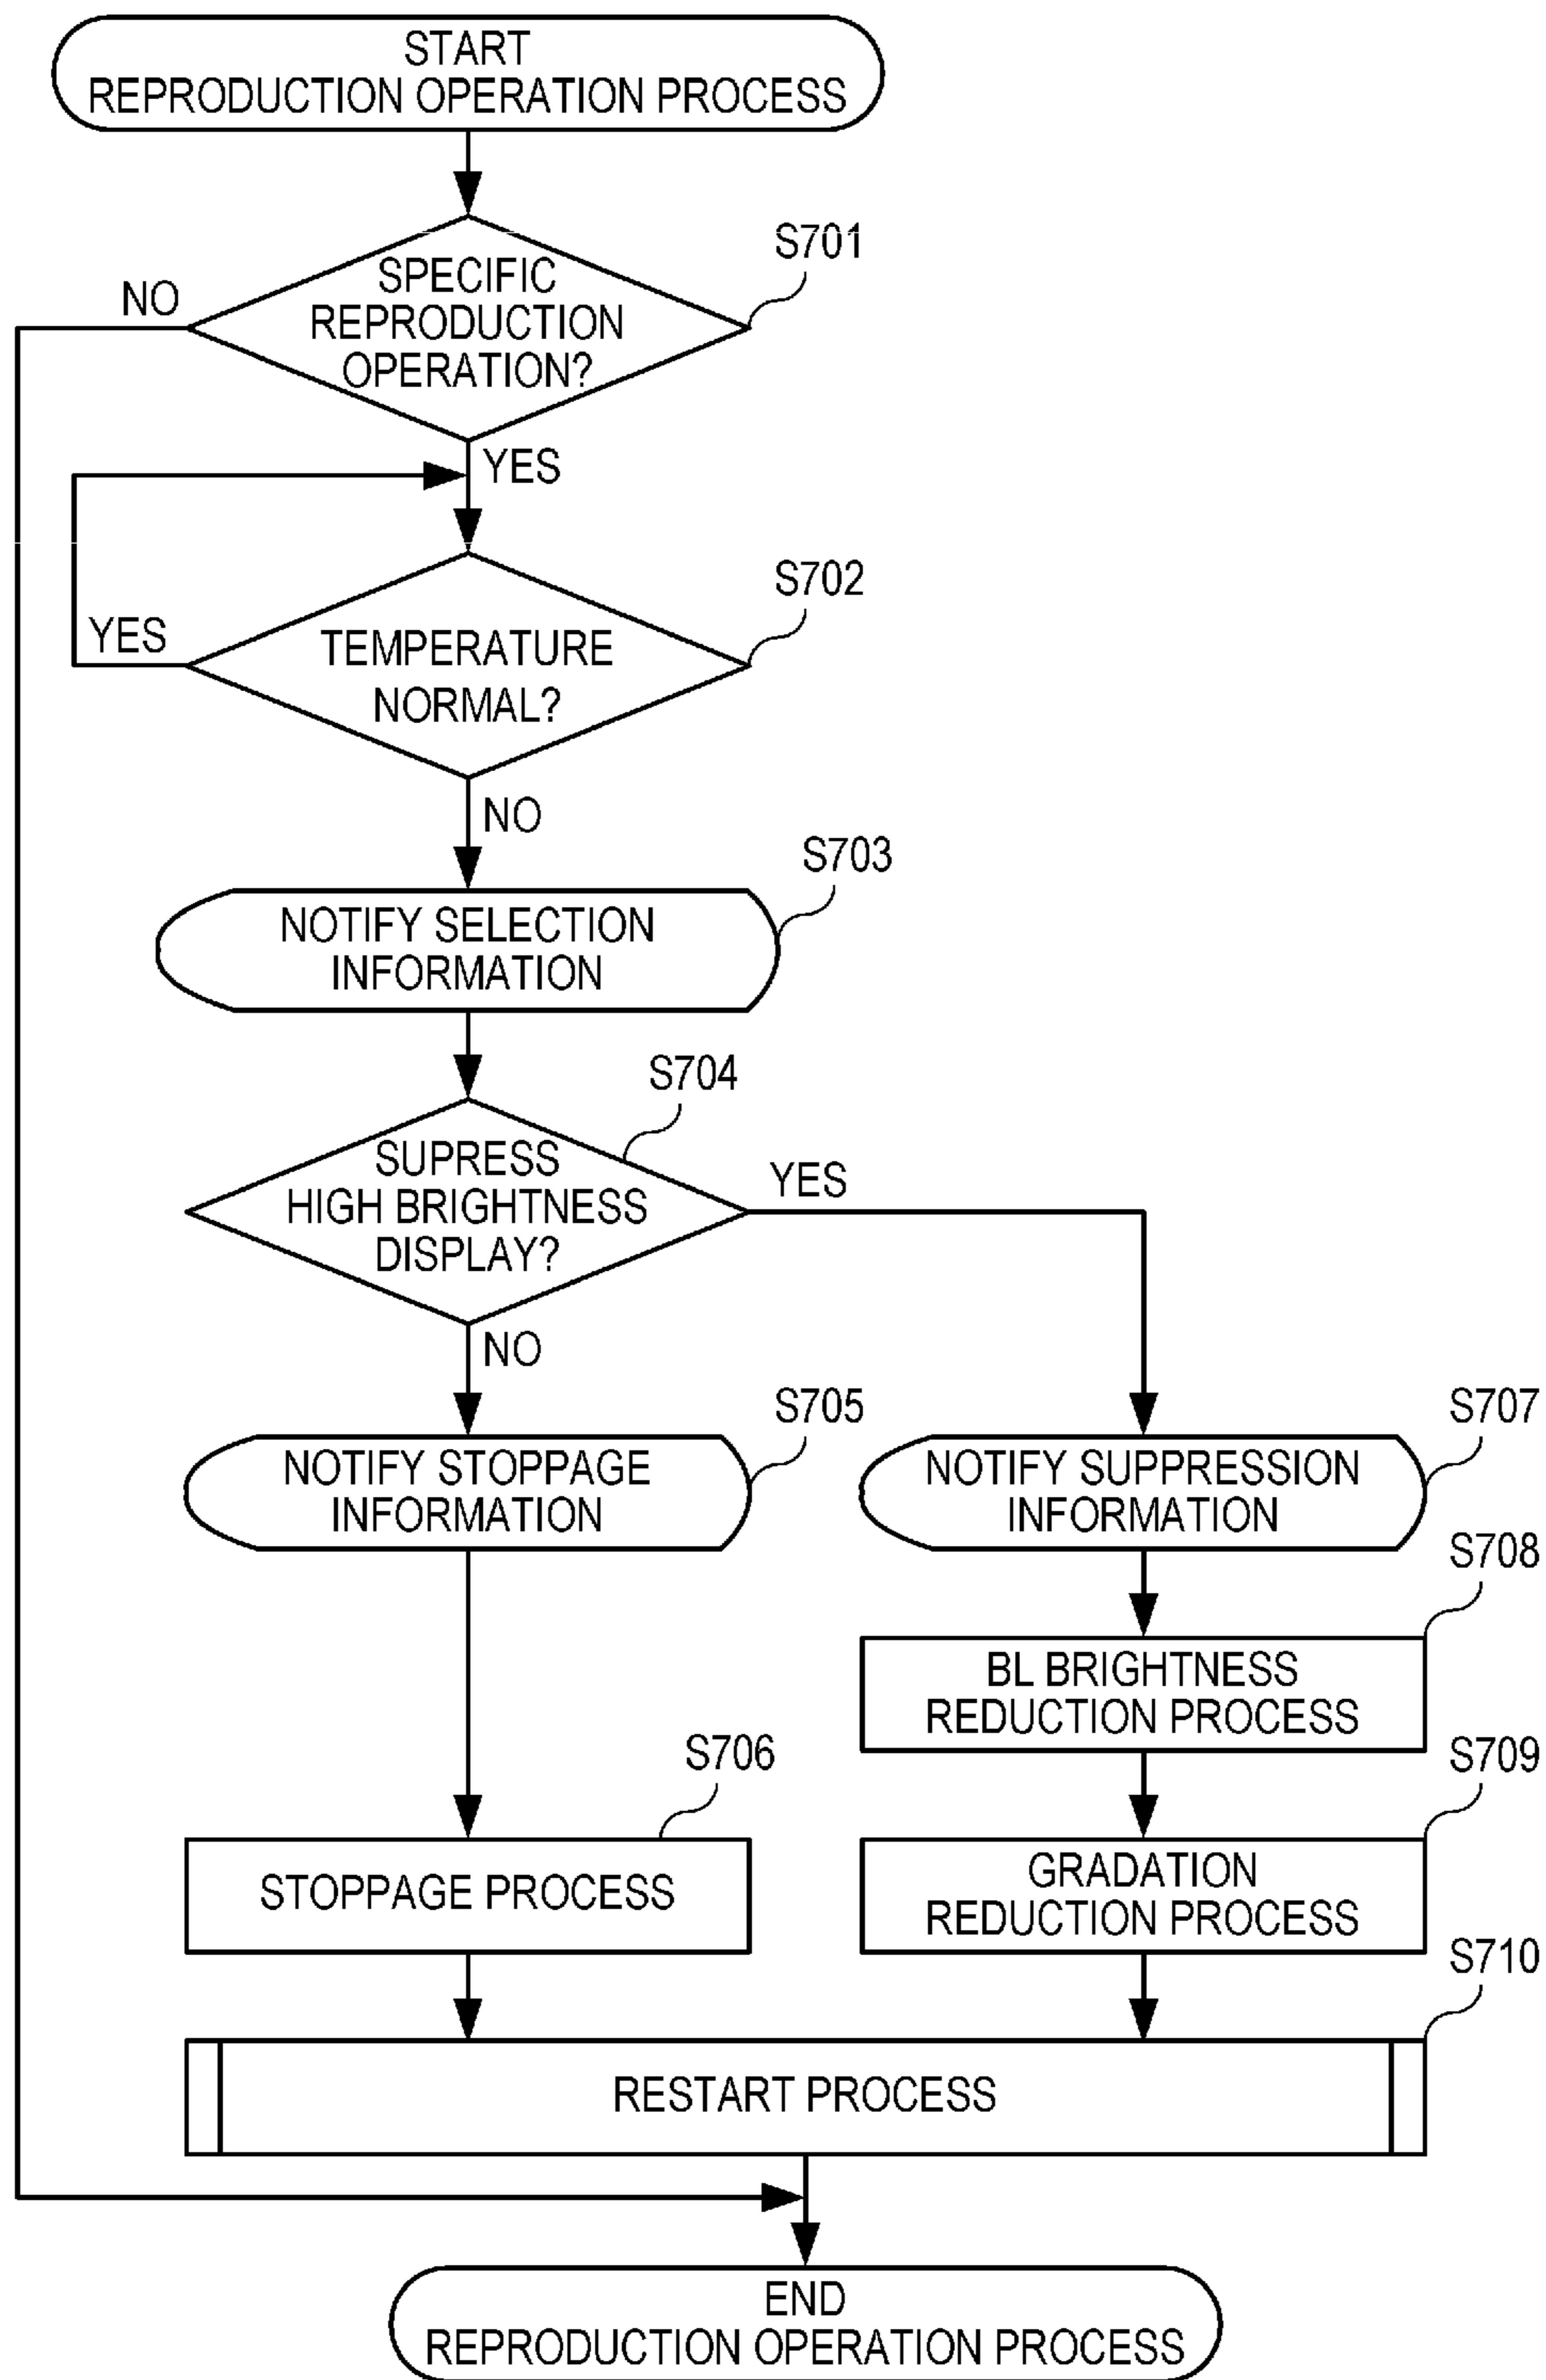 START
REPRODUCTION OPERATION PROCESS
S701
SPECIFIC
REPRODUCTION
OPERATION?
NO
YES
S702
YES
TEMPERATURE
NORMAL?
NO
S703
NOTIFY SELECTION
INFORMATION
S704
SUPRESS
HIGH BRIGHTNESS
DISPLAY?
YES
NO
S705
NOTIFY STOPPAGE
INFORMATION
S707
NOTIFY SUPPRESSION
INFORMATION
S708
BL BRIGHTNESS
REDUCTION PROCESS
S706
STOPPAGE PROCESS
S709
GRADATION
REDUCTION PROCESS
S710
RESTART PROCESS
END
REPRODUCTION OPERATION PROCESS